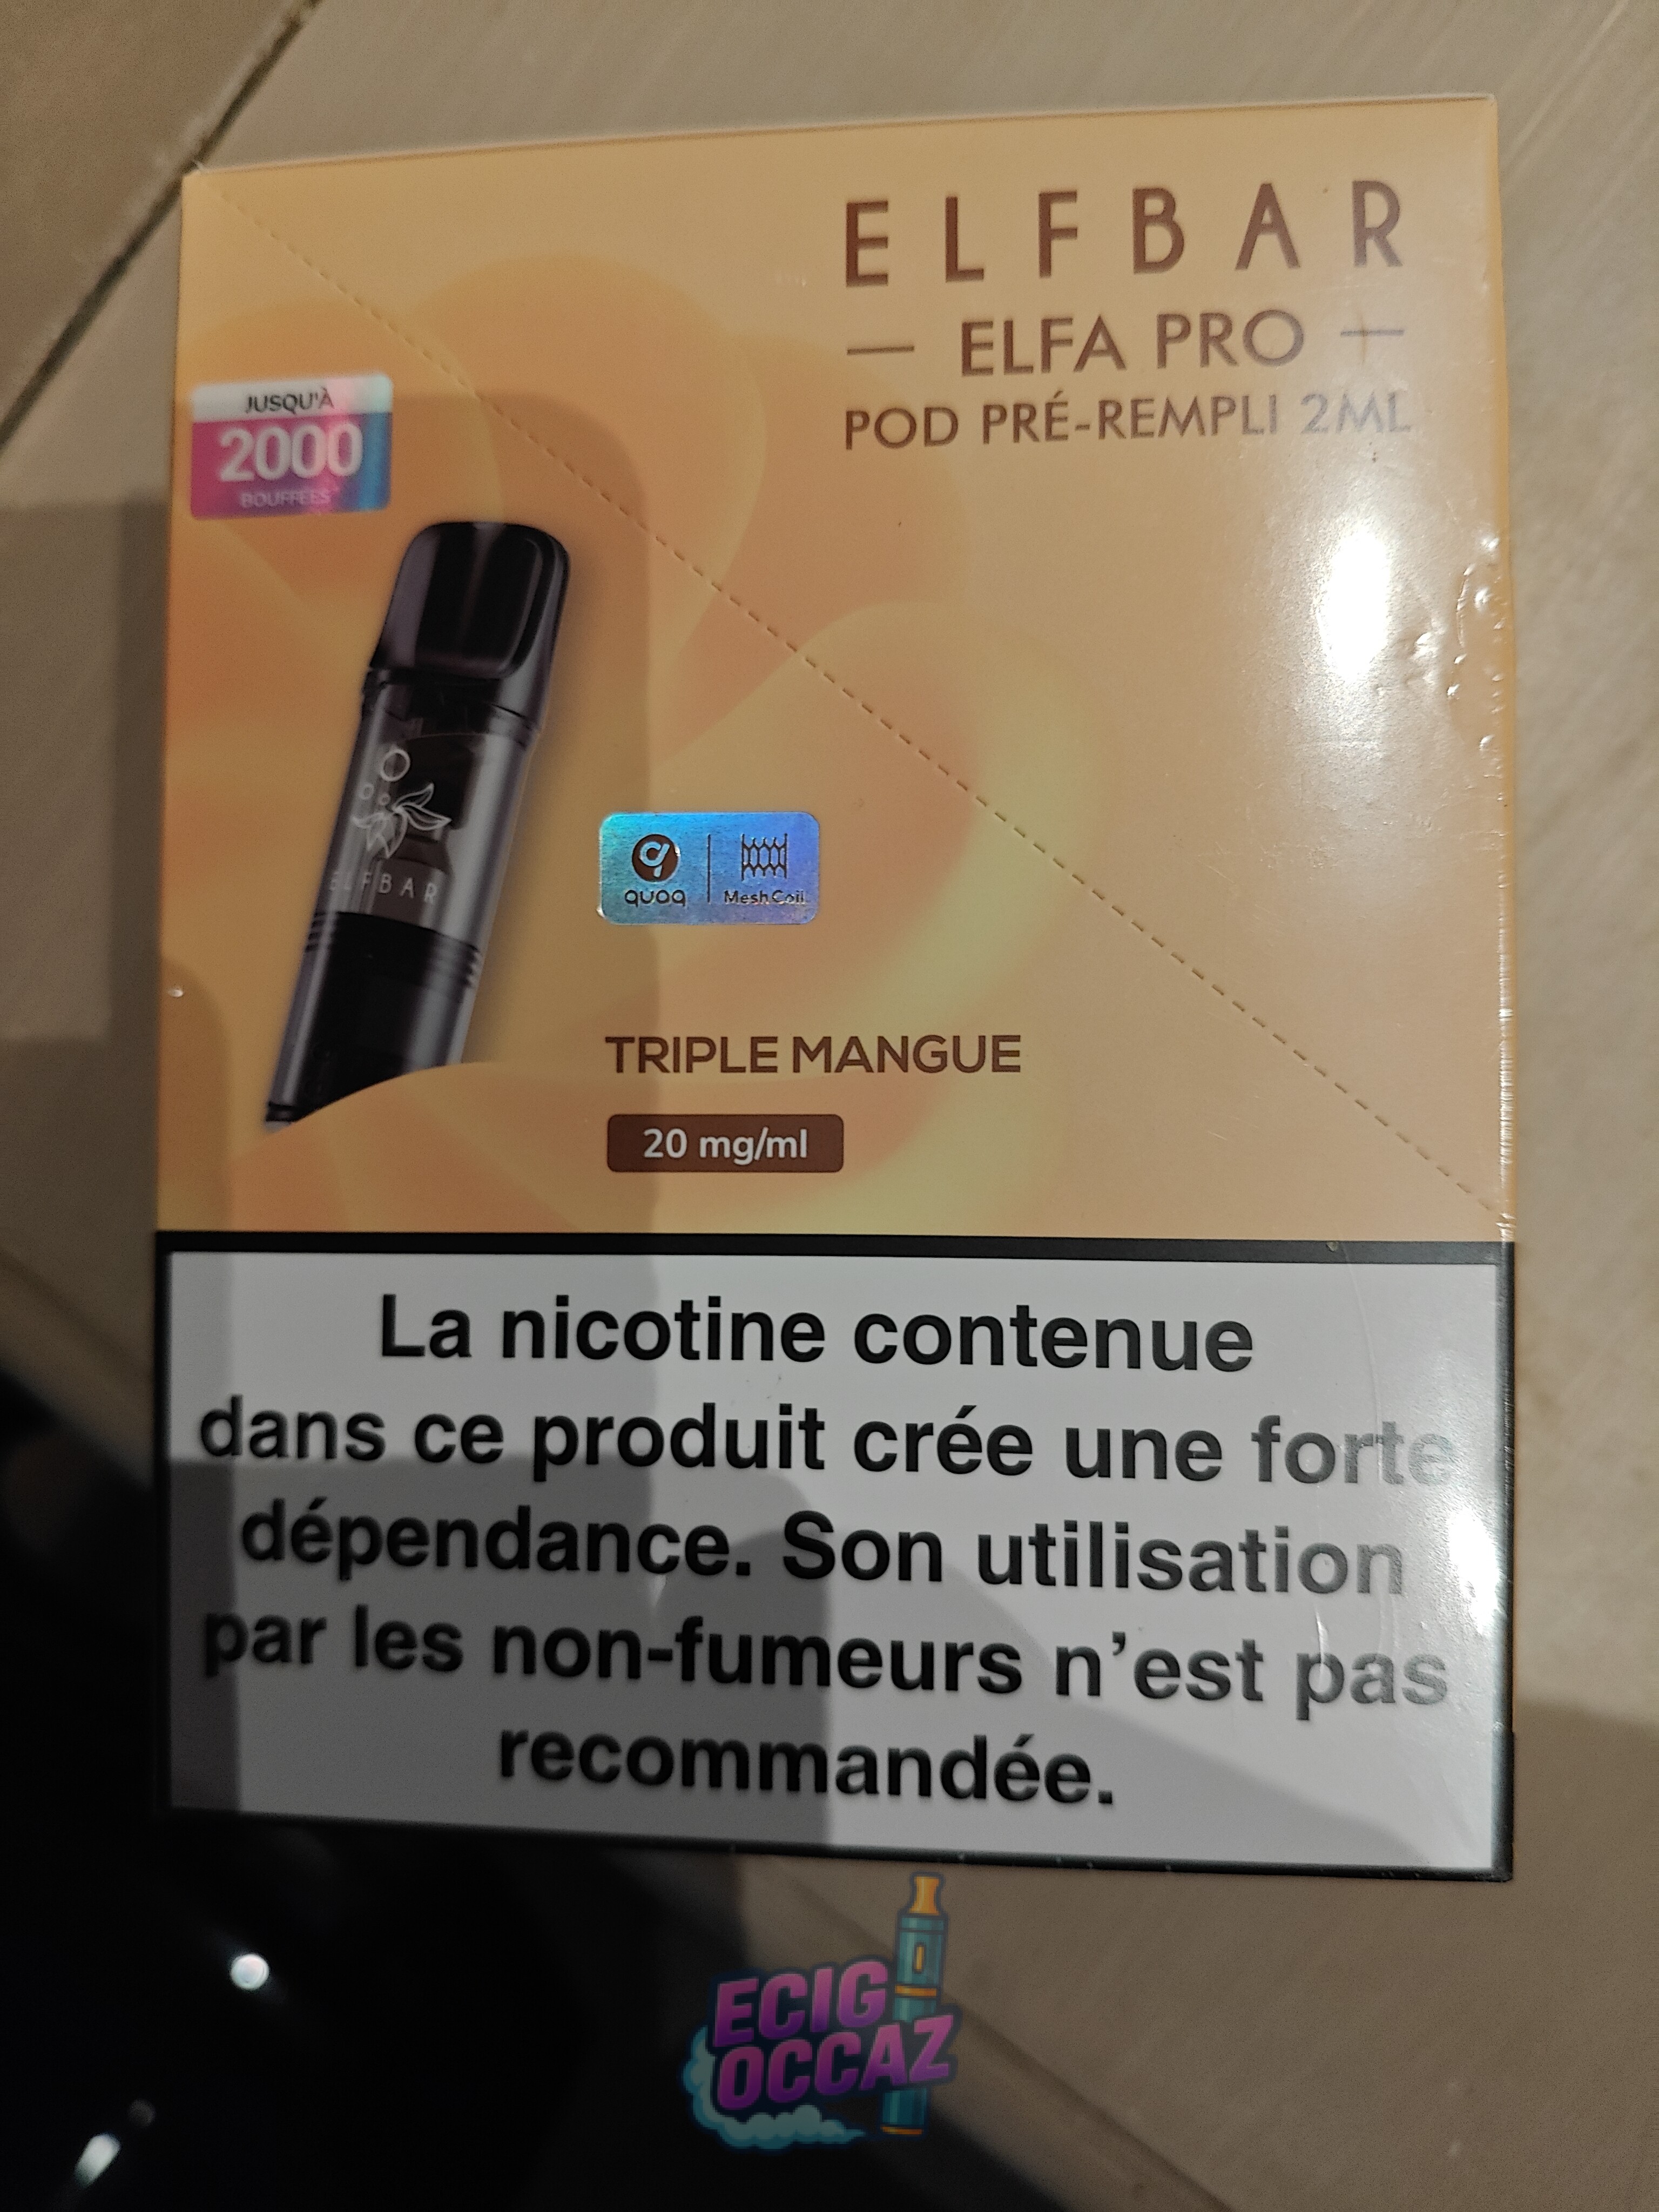 ELFBAR
— ELFA PRO —
POD PRÉ-REMPLI 2ML
JUSQU'À
2000
BOUFFÉES
ELFBAR
quaq | Mesh Coil
TRIPLE MANGUE
20 mg/ml
La nicotine contenue
dans ce produit crée une forte
dépendance. Son utilisation
par les non-fumeurs n’est pas
recommandée.
ECIG
OCCAZ